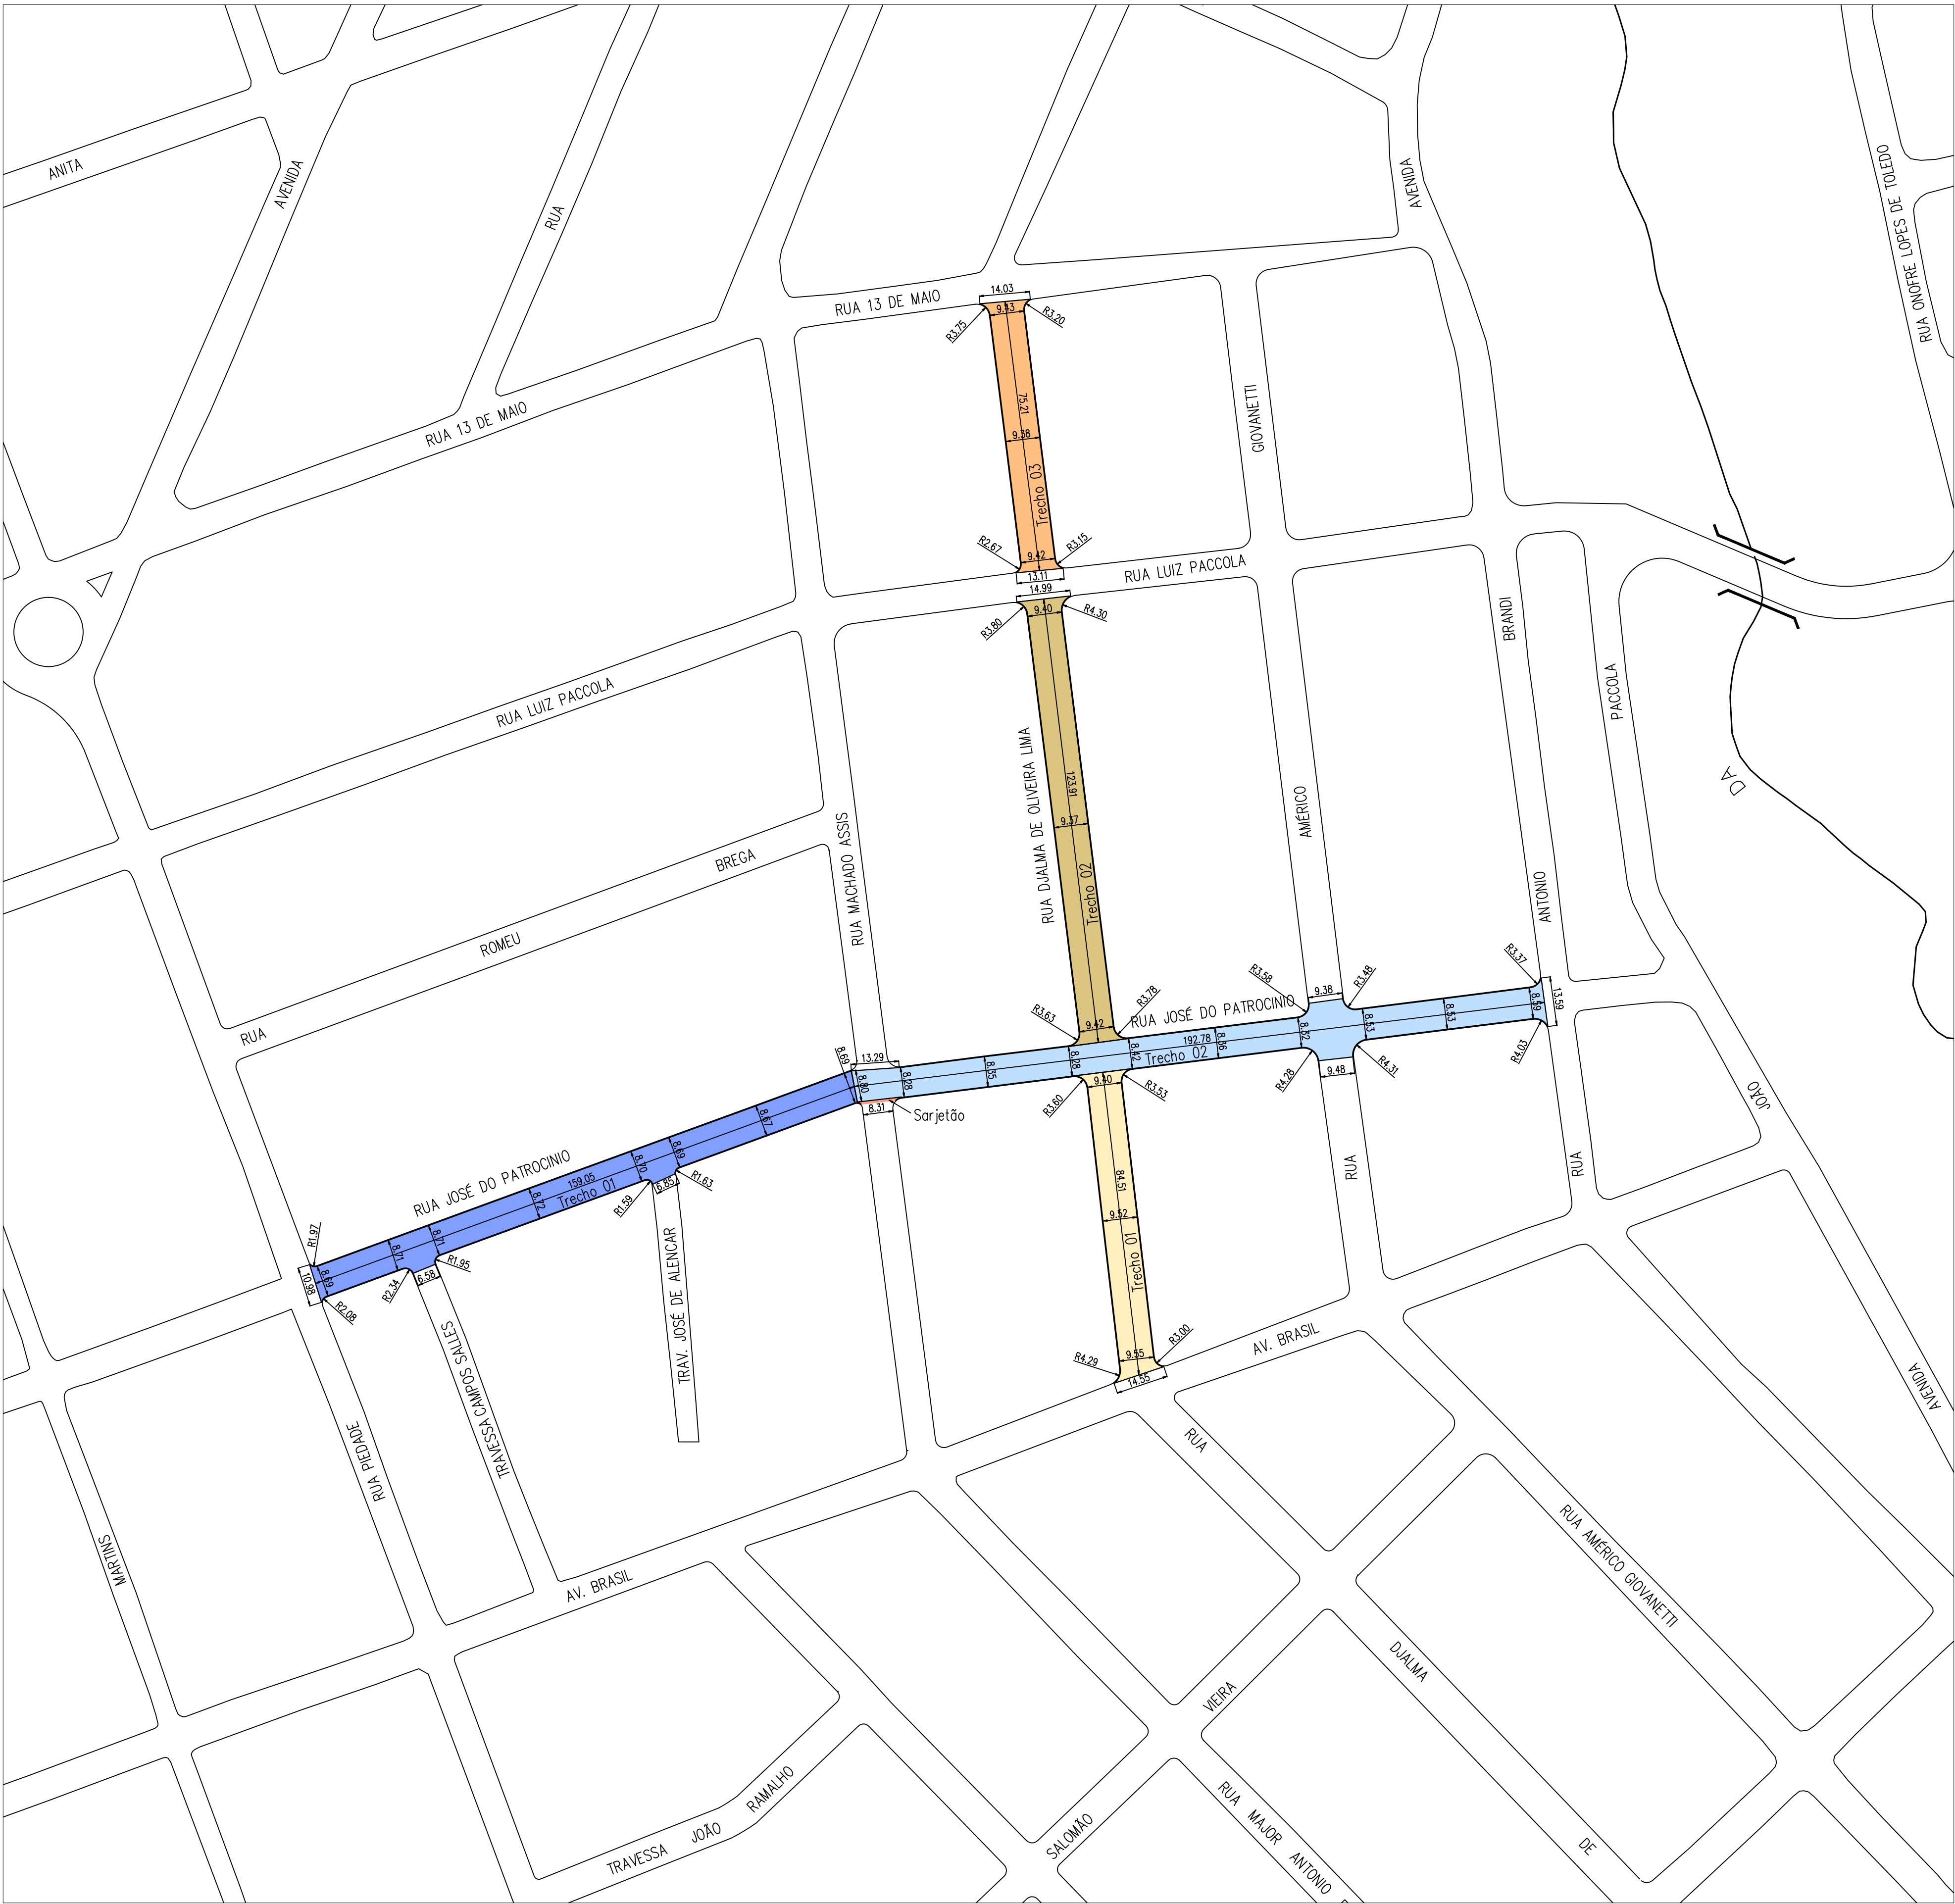 ANITA
AVENIDA
RUA
AVENIDA
RUA ONOFRE LOPES DE TOLEDO
RUA 13 DE MAIO
14.03
9.43
R3.75
R3.20
75.21
9.38
Trecho 03
GIOVANETTI
RUA 13 DE MAIO
R2.67
9.42
R3.15
13.11
RUA LUIZ PACCOLA
14.99
9.40
R3.80
R4.30
BRANDI
PACCOLA
RUA LUIZ PACCOLA
RUA DJALMA DE OLIVEIRA LIMA
123.91
9.37
Trecho 02
AMÉRICO
DA
RUA MACHADO ASSIS
BREGA
ROMEU
RUA
ANTONIO
R3.63
9.42
R3.78
RUA JOSÉ DO PATROCINIO
R3.58
9.38
R3.48
R3.37
13.59
8.59
R4.03
8.69
13.29
8.80
8.28
8.35
8.28
8.42
192.78
Trecho 02
8.36
8.32
8.53
8.53
R4.28
9.48
R4.31
8.31
Sarjetão
R3.60
9.40
R3.53
JOÃO
RUA JOSÉ DO PATROCINIO
159.05
Trecho 01
8.72
8.70
8.69
8.67
R1.59
6.85
R1.63
R1.97
10.98
8.69
R2.08
8.71
8.71
R2.34
6.58
R1.95
84.51
9.52
Trecho 01
RUA
RUA
R4.29
9.55
R3.00
14.55
AV. BRASIL
TRAV. JOSÉ DE ALENCAR
TRAVESSA CAMPOS SALLES
RUA PIEDADE
AVENIDA
RUA
MARTINS
AV. BRASIL
RUA AMÉRICO GIOVANETTI
DJALMA
VIEIRA
RAMALHO
JOÃO
TRAVESSA
SALOMÃO
RUA MAJOR ANTONIO
DE